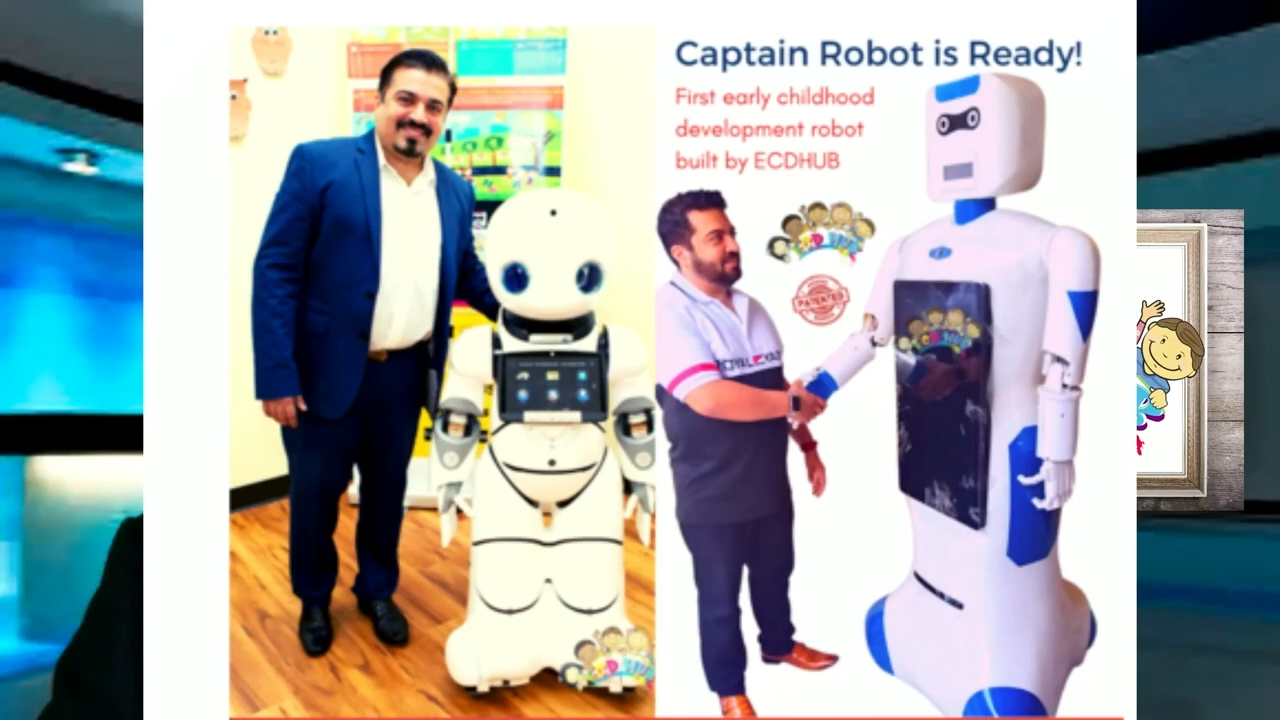 Captain Robot is Ready!
First early childhood
development robot
built by ECDHUB
PATENTED